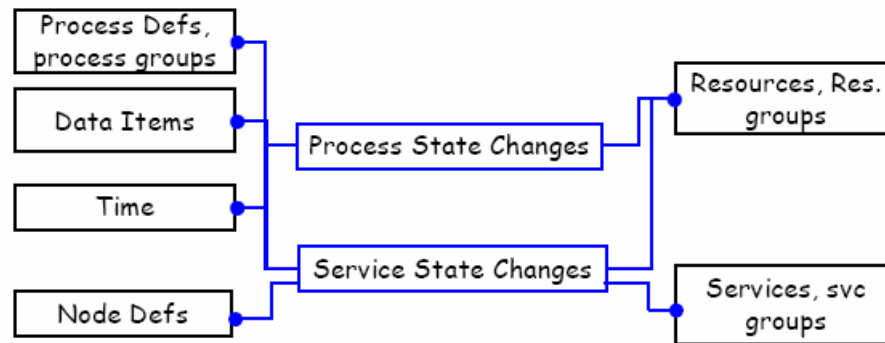 Process Defs,
process groups
Data Items
Time
Node Defs
Process State Changes
Service State Changes
Resources, Res.
groups
Services, svc
groups